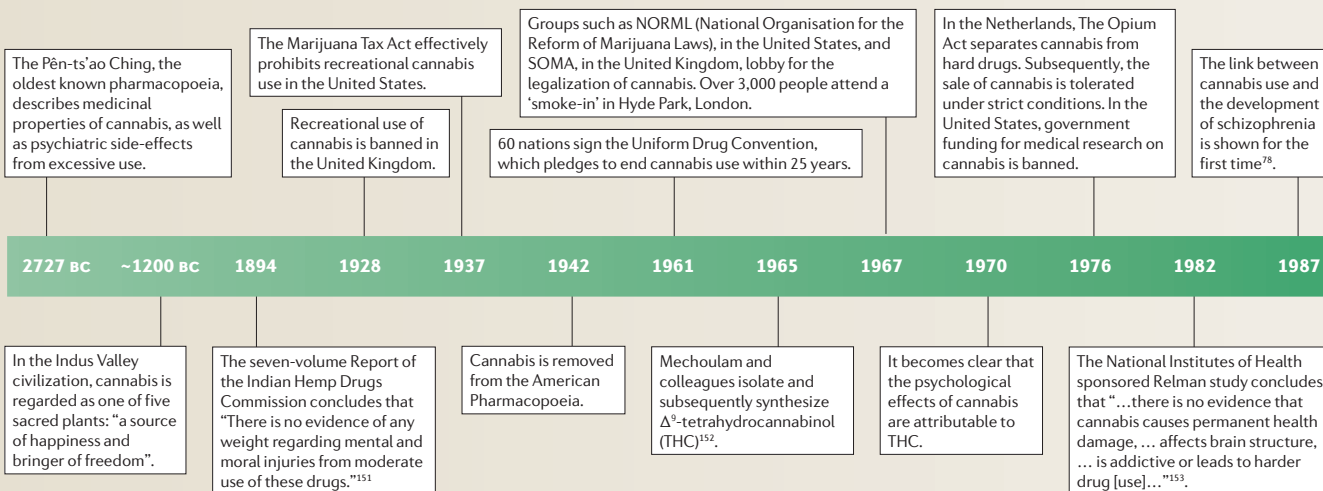 The Pên-ts'ao Ching, the
oldest known pharmacopoeia,
describes medicinal
properties of cannabis, as well
as psychiatric side-effects
from excessive use.
The Marijuana Tax Act effectively
prohibits recreational cannabis
use in the United States.
Recreational use of
cannabis is banned in
the United Kingdom.
Groups such as NORML (National Organisation for the
Reform of Marijuana Laws), in the United States, and
SOMA, in the United Kingdom, lobby for the
legalization of cannabis. Over 3,000 people attend a
‘smoke-in’ in Hyde Park, London.
60 nations sign the Uniform Drug Convention,
which pledges to end cannabis use within 25 years.
In the Netherlands, The Opium
Act separates cannabis from
hard drugs. Subsequently, the
sale of cannabis is tolerated
under strict conditions. In the
United States, government
funding for medical research on
cannabis is banned.
The link between
cannabis use and
the development
of schizophrenia
is shown for the
first time⁷⁸.
2727 BC ~1200 BC 1894 1928 1937 1942 1961 1965 1967 1970 1976 1982 1987
In the Indus Valley
civilization, cannabis is
regarded as one of five
sacred plants: “a source
of happiness and
bringer of freedom”.
The seven-volume Report of
the Indian Hemp Drugs
Commission concludes that
“There is no evidence of any
weight regarding mental and
moral injuries from moderate
use of these drugs.”¹⁵¹
Cannabis is removed
from the American
Pharmacopoeia.
Mechoulam and
colleagues isolate and
subsequently synthesize
Δ⁹-tetrahydrocannabinol
(THC)¹⁵².
It becomes clear that
the psychological
effects of cannabis
are attributable to
THC.
The National Institutes of Health
sponsored Relman study concludes
that “…there is no evidence that
cannabis causes permanent health
damage, … affects brain structure,
… is addictive or leads to harder
drug [use]…”¹⁵³.